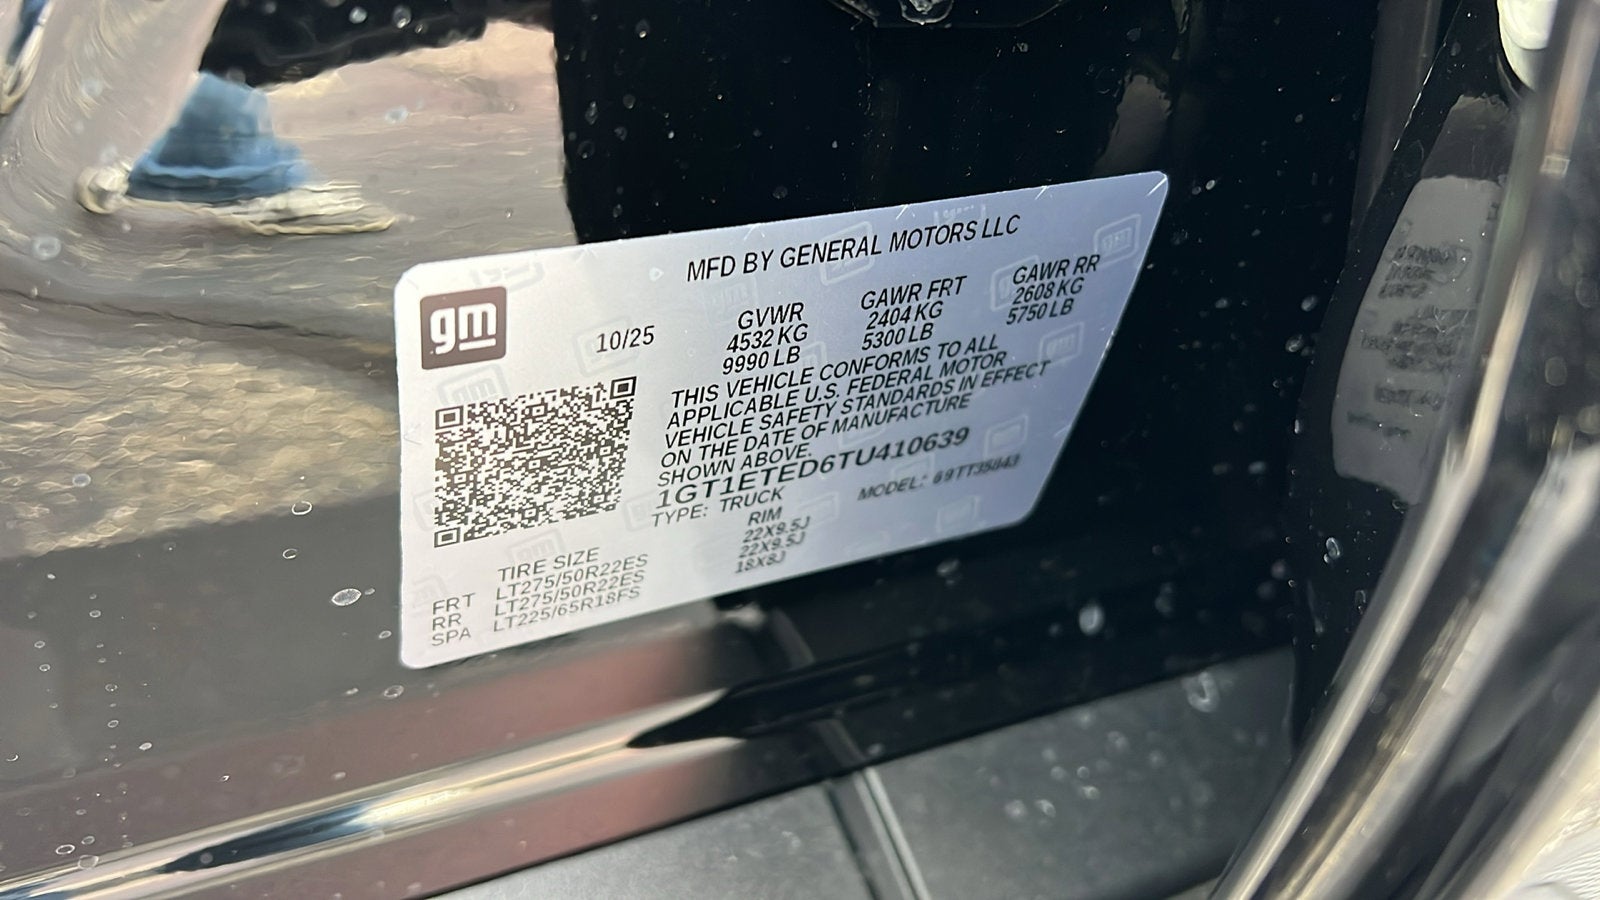 MFD BY GENERAL MOTORS LLC
gm
10/25
GVWR
4532 KG
9990 LB
GAWR FRT
2404 KG
5300 LB
GAWR RR
2608 KG
5750 LB
THIS VEHICLE CONFORMS TO ALL
APPLICABLE U.S. FEDERAL MOTOR
VEHICLE SAFETY STANDARDS IN EFFECT
ON THE DATE OF MANUFACTURE
SHOWN ABOVE.
1GT1ETED6TU410639
TYPE: TRUCK
MODEL: 69TT35843
TIRE SIZE
RIM
FRT LT275/50R22ES 22X9.5J
RR LT275/50R22ES 22X9.5J
SPA LT225/65R18FS 18X8J